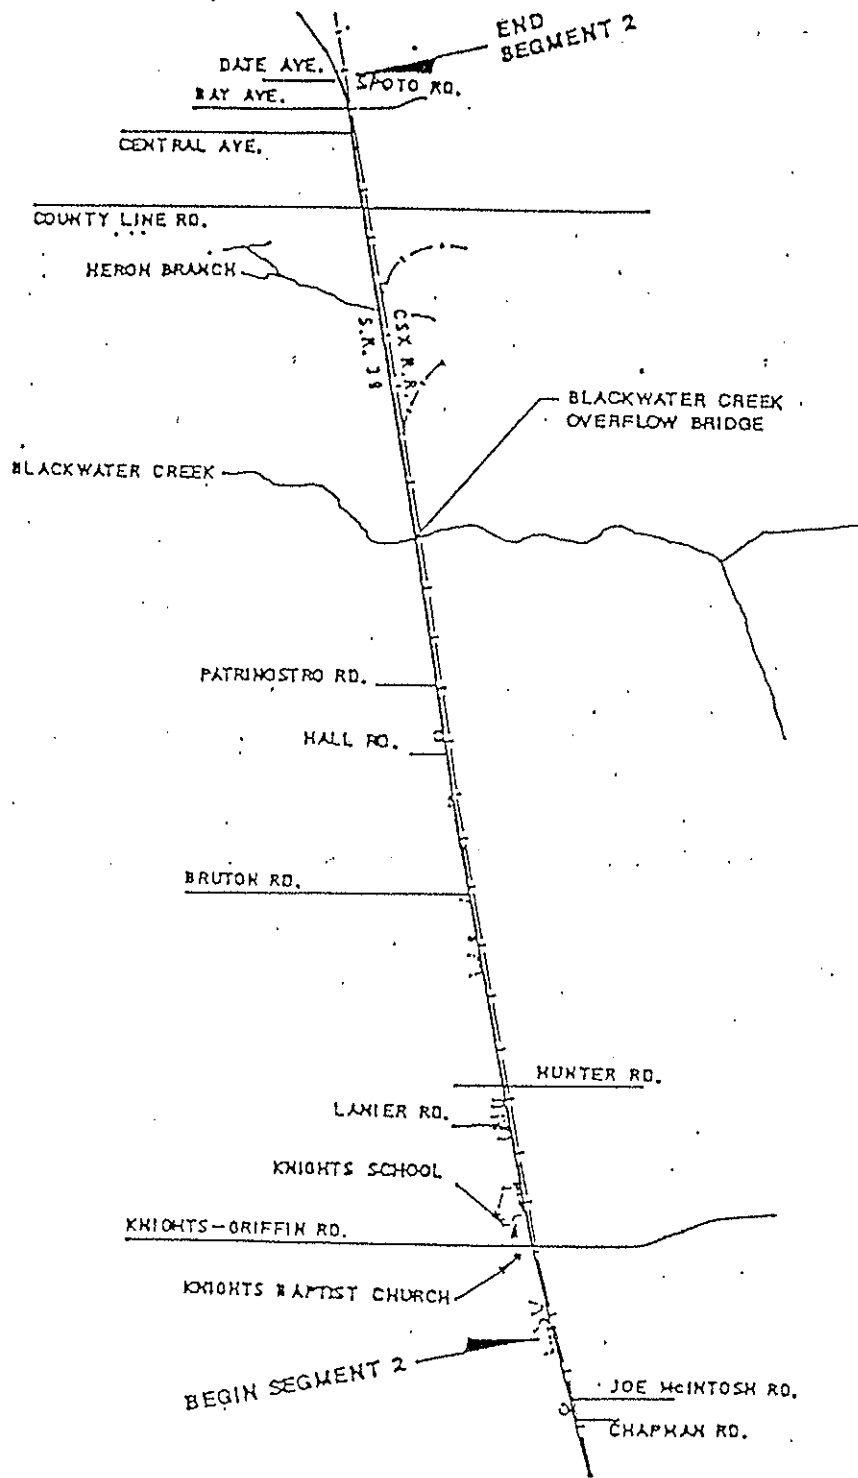 END
SEGMENT 2
DATE AVE.
SPOTO RD.
BAY AVE.
CENTRAL AVE.
COUNTY LINE RD.
HERON BRANCH
CSX R.R.
S.R. 39
BLACKWATER CREEK
OVERFLOW BRIDGE
BLACKWATER CREEK
PATRINOSTRO RD.
HALL RD.
BRUTON RD.
HUNTER RD.
LANIER RD.
KNIGHTS SCHOOL
KNIGHTS-GRIFFIN RD.
KNIGHTS BAPTIST CHURCH
BEGIN SEGMENT 2
JOE McINTOSH RD.
CHAPMAN RD.